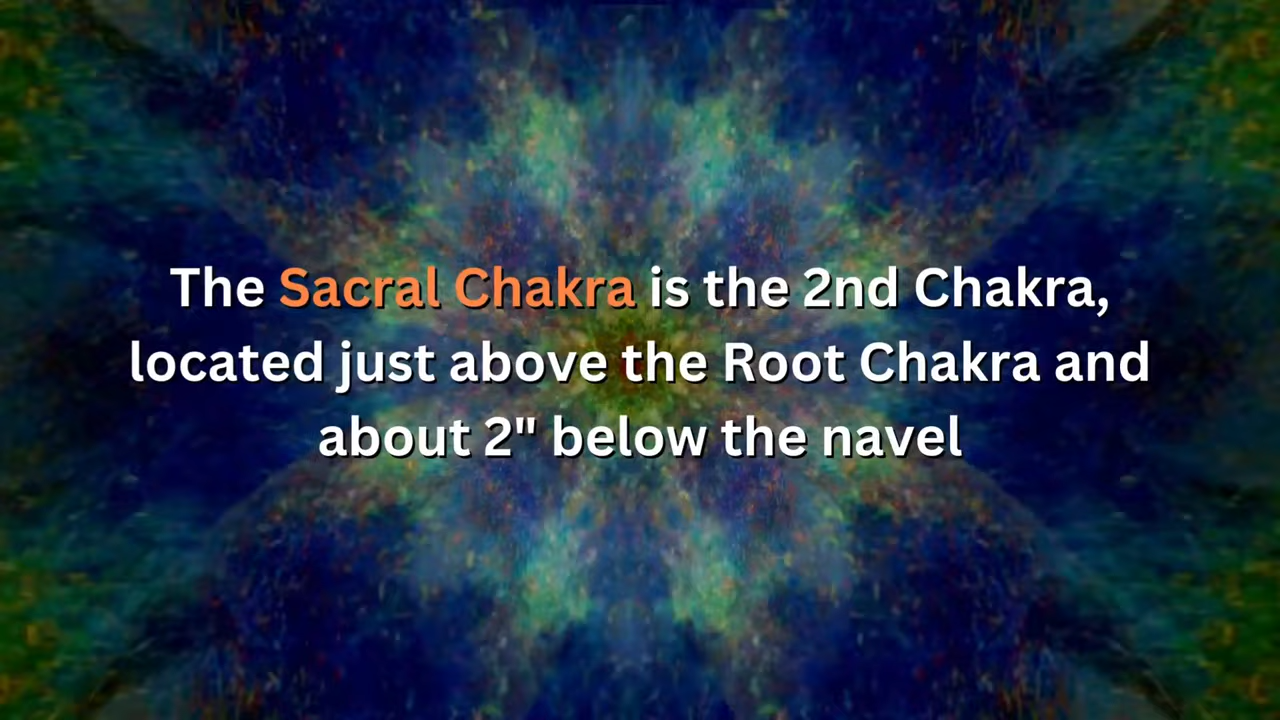 The Sacral Chakra is the 2nd Chakra,
located just above the Root Chakra and
about 2" below the navel